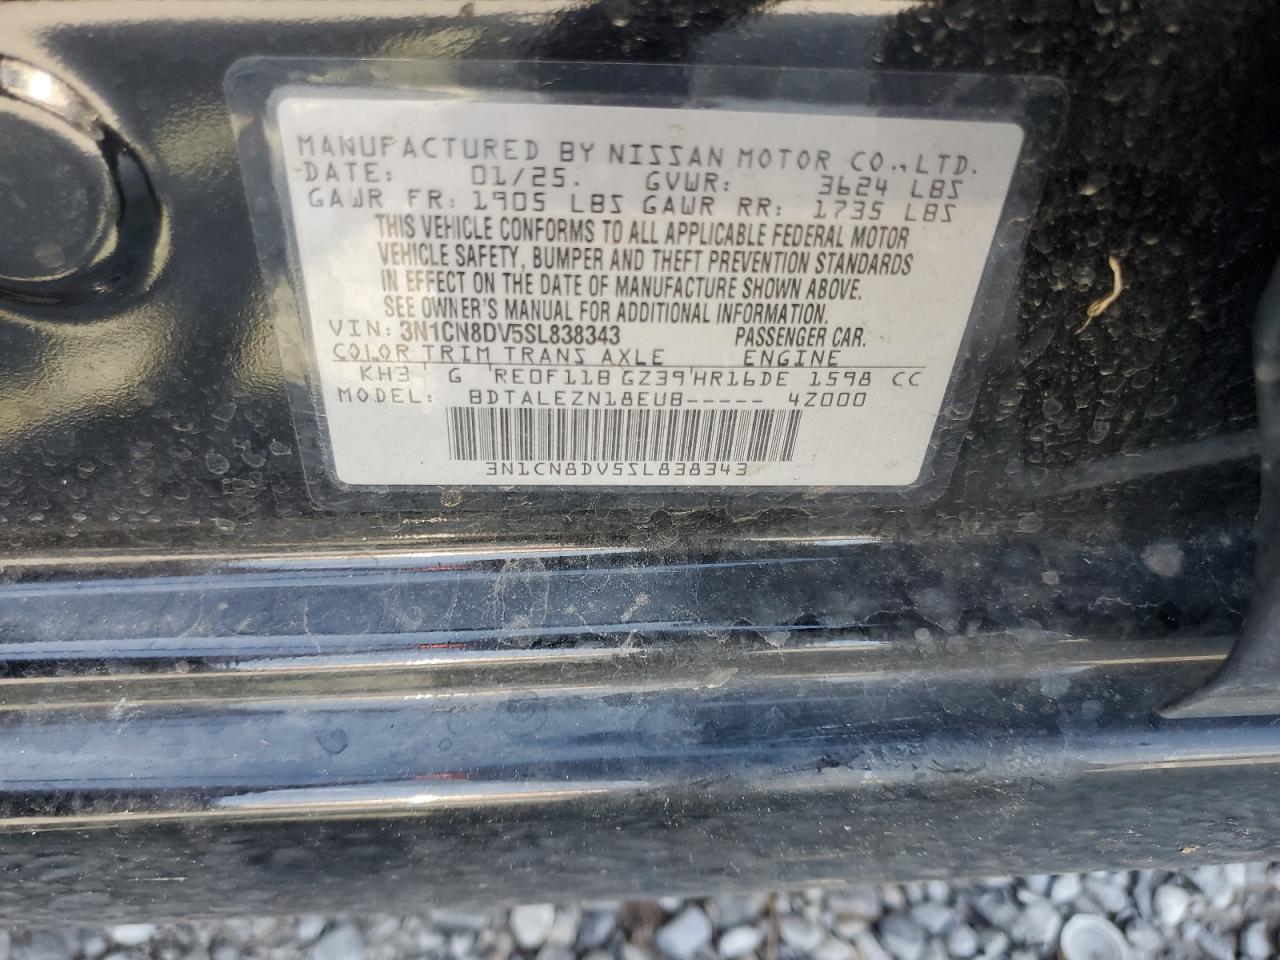 MANUFACTURED BY NISSAN MOTOR CO., LTD.
DATE: 01/25. GVWR: 3624 LBS
GAWR FR: 1905 LBS GAWR RR: 1735 LBS
THIS VEHICLE CONFORMS TO ALL APPLICABLE FEDERAL MOTOR
VEHICLE SAFETY, BUMPER AND THEFT PREVENTION STANDARDS
IN EFFECT ON THE DATE OF MANUFACTURE SHOWN ABOVE.
SEE OWNER'S MANUAL FOR ADDITIONAL INFORMATION.
VIN: 3N1CN8DV5SL838343 PASSENGER CAR.
COLOR TRIM TRANS AXLE ENGINE
KH3 G RE0F11B GZ39 HR16DE 1598 CC
MODEL: BDTALEZN18EUB----- 4Z000
3N1CN8DV5SL838343